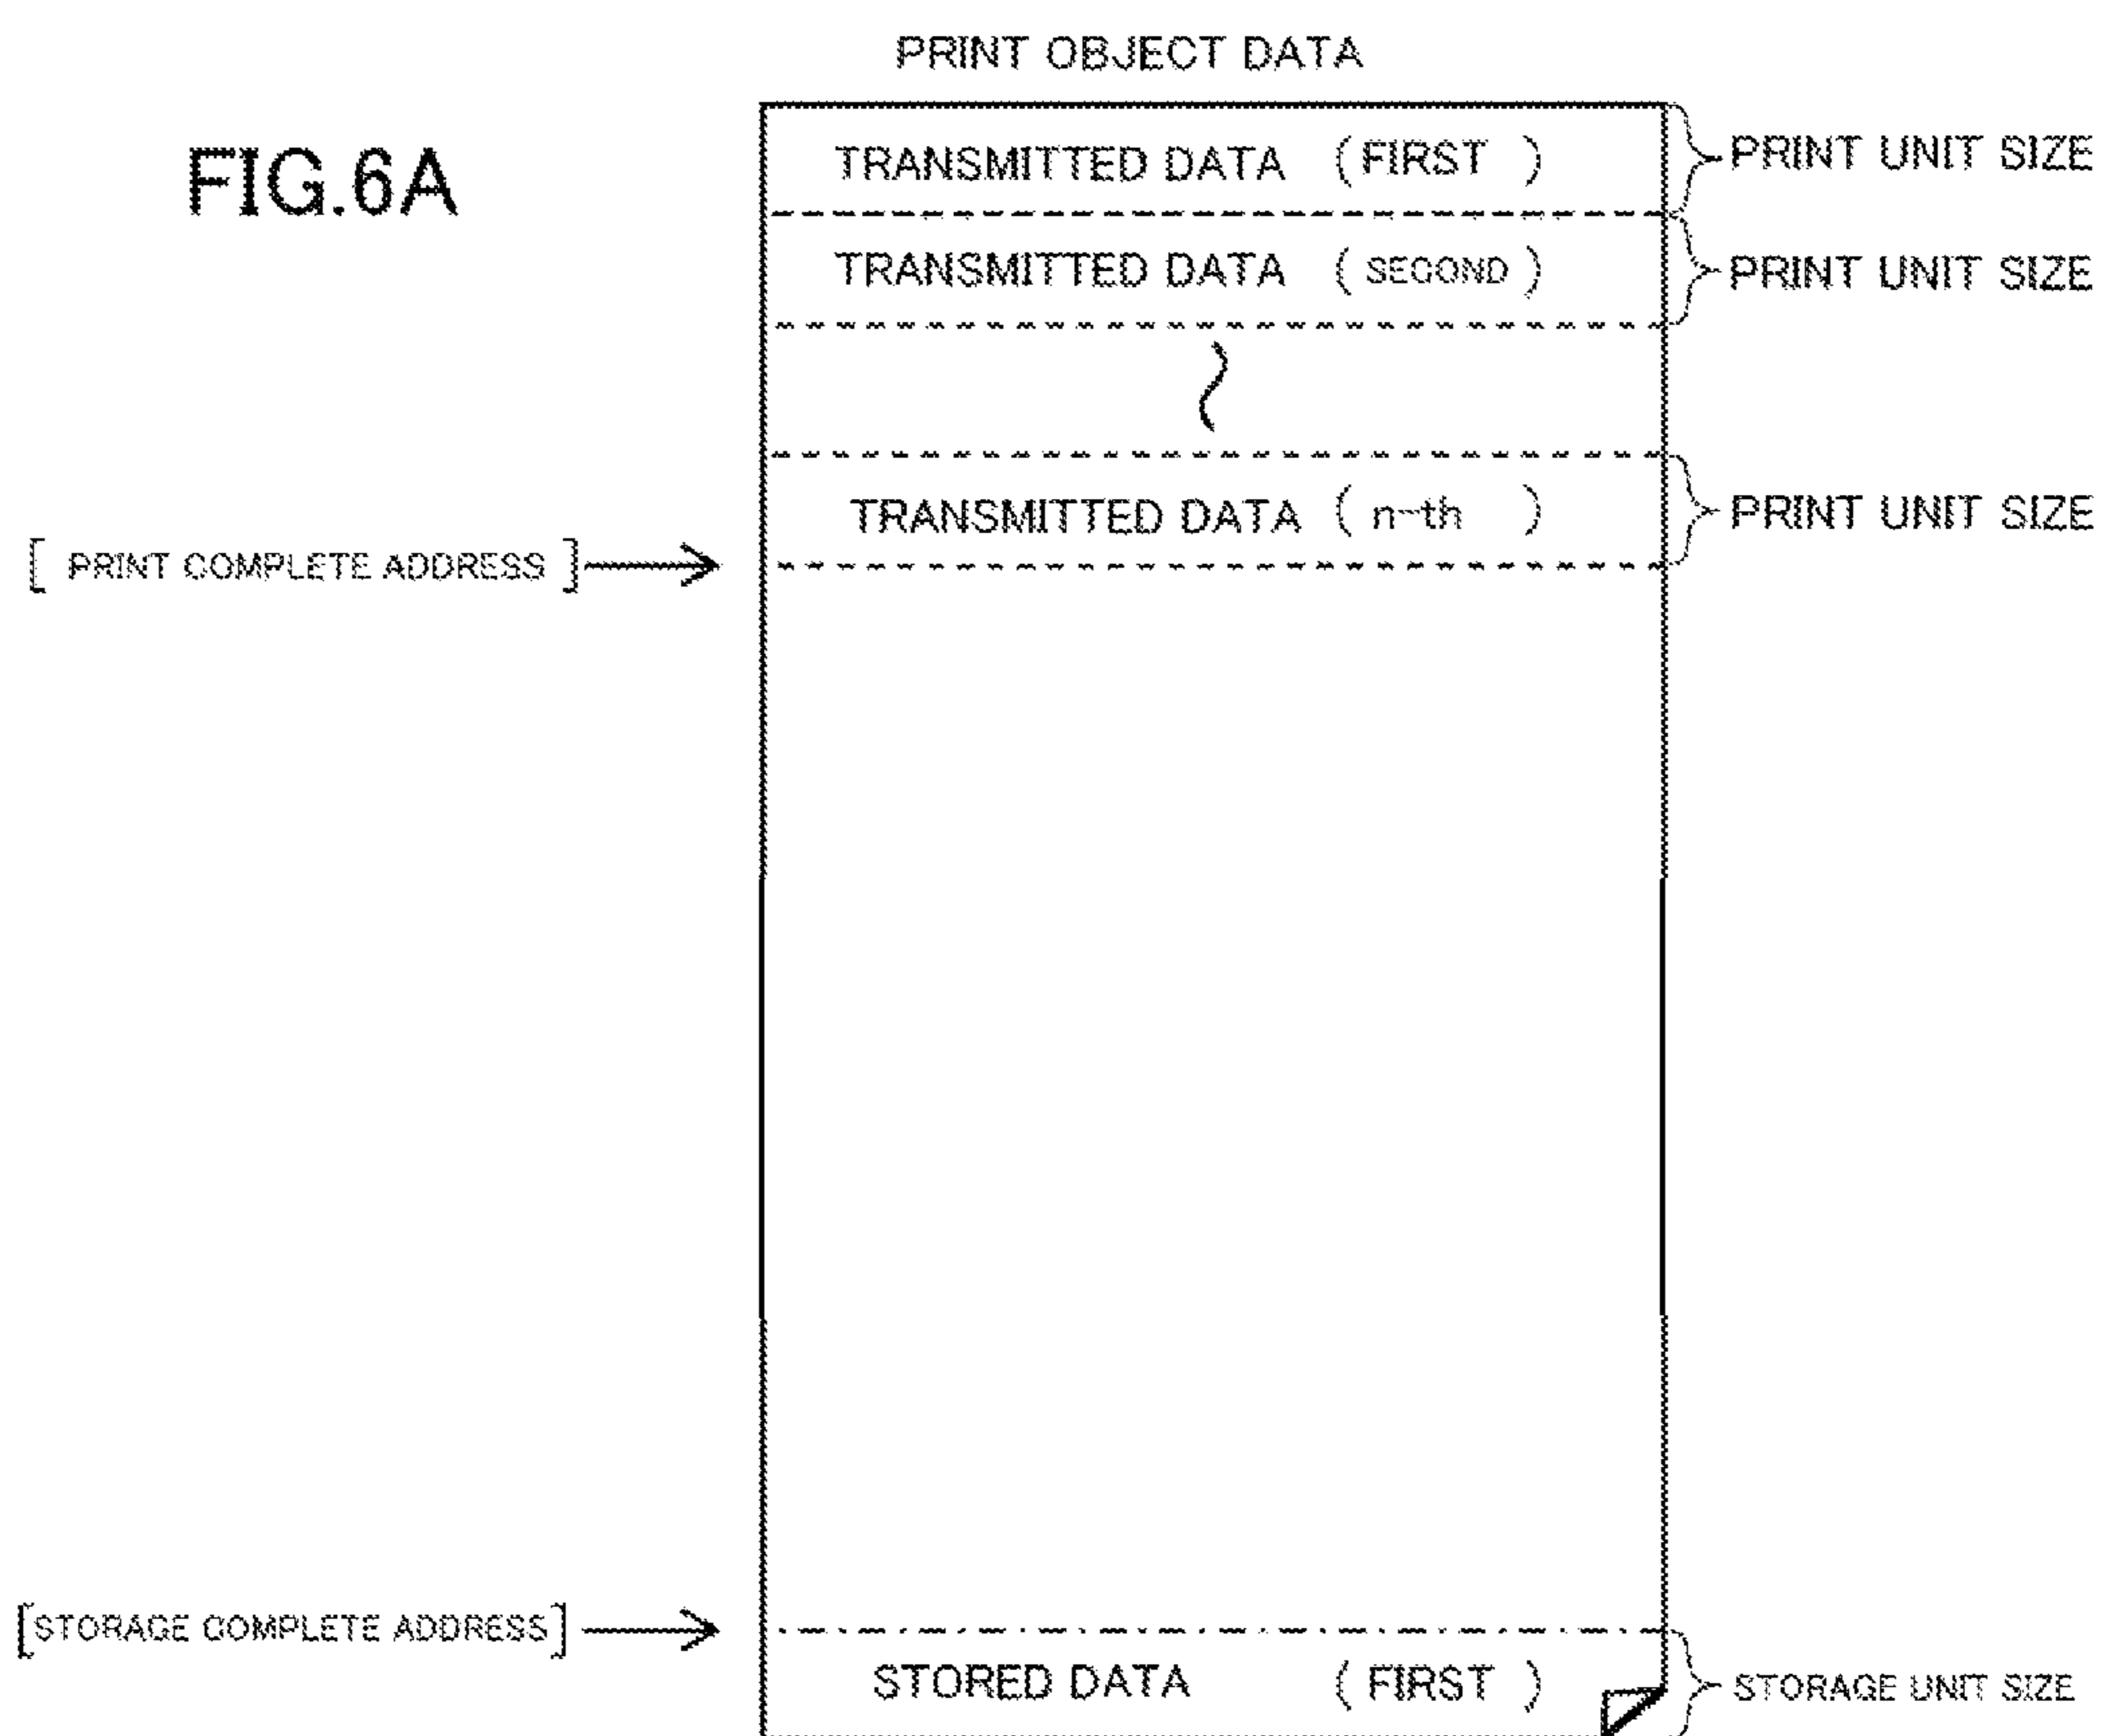 PRINT OBJECT DATA
FIG.6A
TRANSMITTED DATA (FIRST)
PRINT UNIT SIZE
TRANSMITTED DATA (SECOND)
PRINT UNIT SIZE
TRANSMITTED DATA (n-th)
PRINT UNIT SIZE
[PRINT COMPLETE ADDRESS]
[STORAGE COMPLETE ADDRESS]
STORED DATA (FIRST)
STORAGE UNIT SIZE